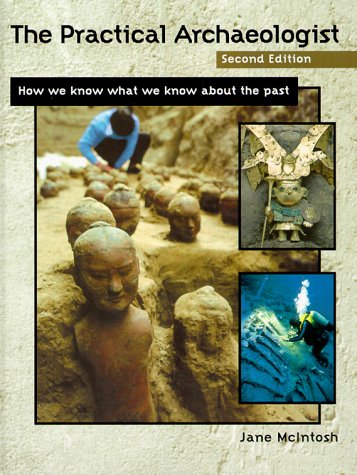 The Practical Archaeologist
Second Edition
How we know what we know about the past
Jane McIntosh